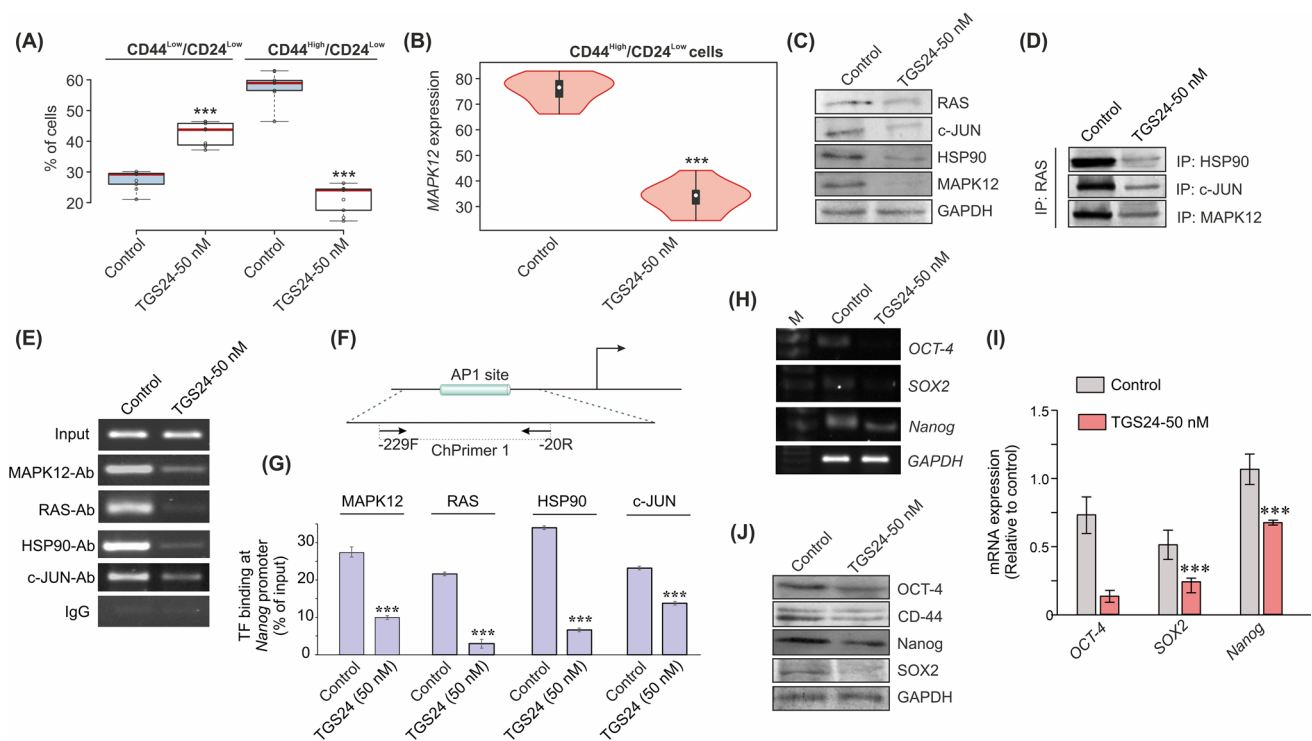 (A)
CD44Low/CD24Low
CD44High/CD24Low
% of cells
60
50
40
30
20
***
***
Control
TGS24-50 nM
Control
TGS24-50 nM
(B)
CD44High/CD24Low cells
MAPK12 expression
80
70
60
50
40
30
***
Control
TGS24-50 nM
(C)
Control
TGS24-50 nM
RAS
c-JUN
HSP90
MAPK12
GAPDH
(D)
Control
TGS24-50 nM
IP: RAS
IP: HSP90
IP: c-JUN
IP: MAPK12
(E)
Control
TGS24-50 nM
Input
MAPK12-Ab
RAS-Ab
HSP90-Ab
c-JUN-Ab
IgG
(F)
AP1 site
-229F
ChPrimer 1
-20R
(G)
MAPK12
RAS
HSP90
c-JUN
TF binding at
Nanog promoter
(% of input)
30
20
10
0
***
***
***
***
Control
TGS24 (50 nM)
Control
TGS24 (50 nM)
Control
TGS24 (50 nM)
Control
TGS24 (50 nM)
(H)
M
Control
TGS24-50 nM
OCT-4
SOX2
Nanog
GAPDH
(I)
Control
TGS24-50 nM
mRNA expression
(Relative to control)
1.5
1.0
0.5
0
***
***
OCT-4
SOX2
Nanog
(J)
Control
TGS24-50 nM
OCT-4
CD-44
Nanog
SOX2
GAPDH